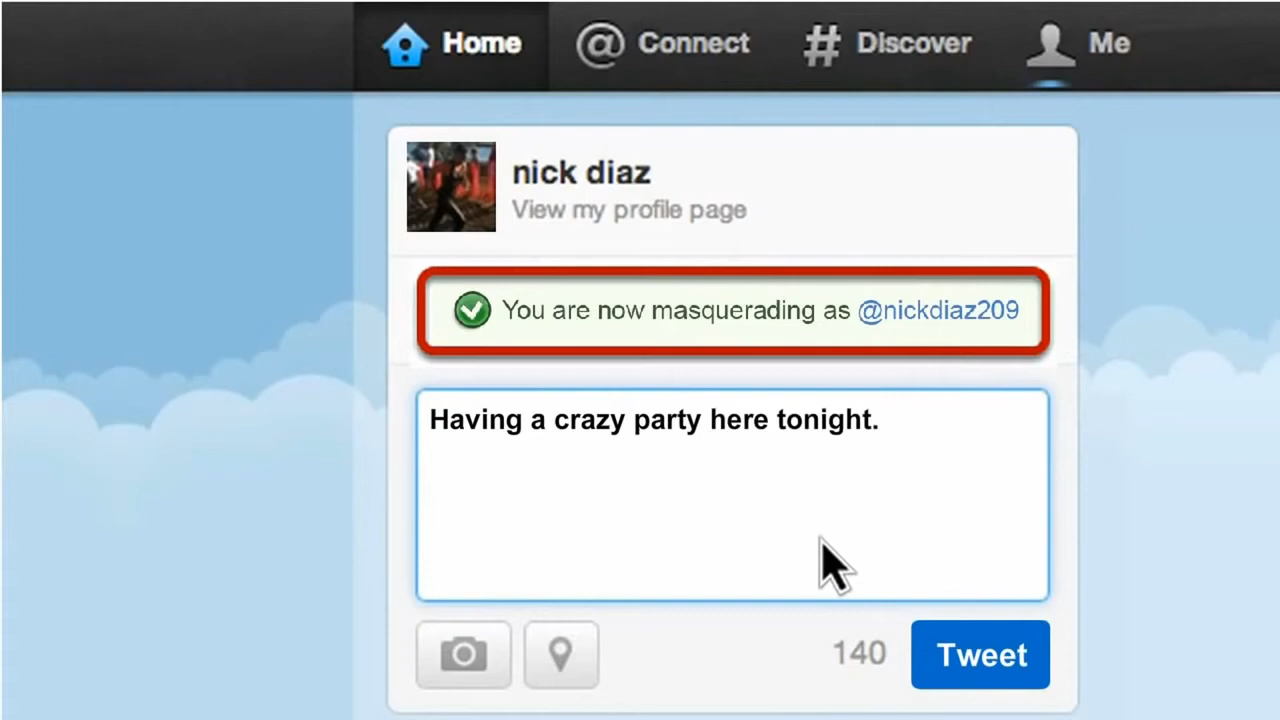 Home
@ Connect
# Discover
Me
nick diaz
View my profile page
You are now masquerading as @nickdiaz209
Having a crazy party here tonight.
140
Tweet